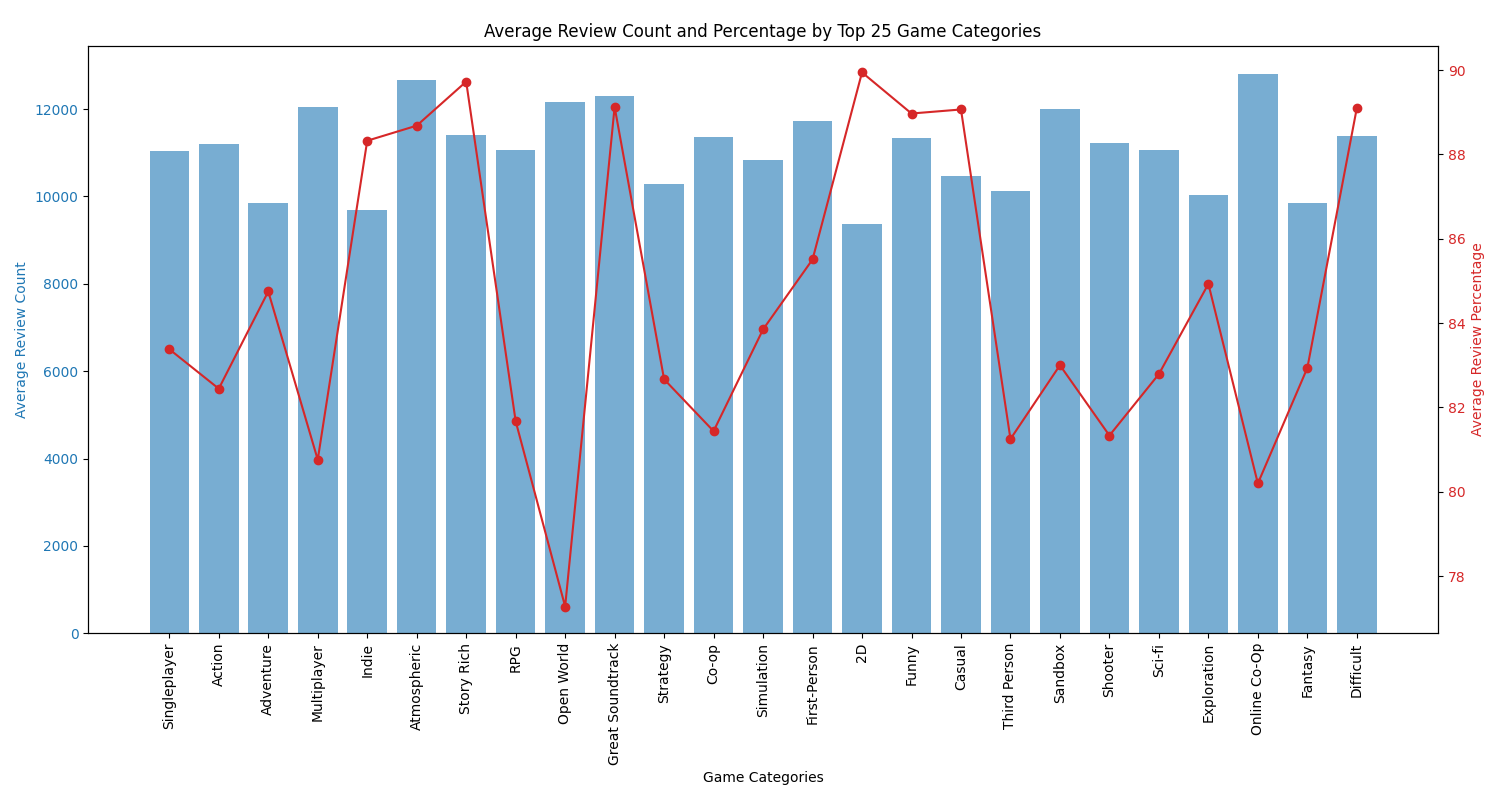 Average Review Count and Percentage by Top 25 Game Categories
Average Review Count
12000
10000
8000
6000
4000
2000
0
90
88
86
84
82
80
78
Average Review Percentage
Singleplayer
Action
Adventure
Multiplayer
Indie
Atmospheric
Story Rich
RPG
Open World
Great Soundtrack
Strategy
Co-op
Simulation
First-Person
2D
Funny
Casual
Third Person
Sandbox
Shooter
Sci-fi
Exploration
Online Co-Op
Fantasy
Difficult
Game Categories